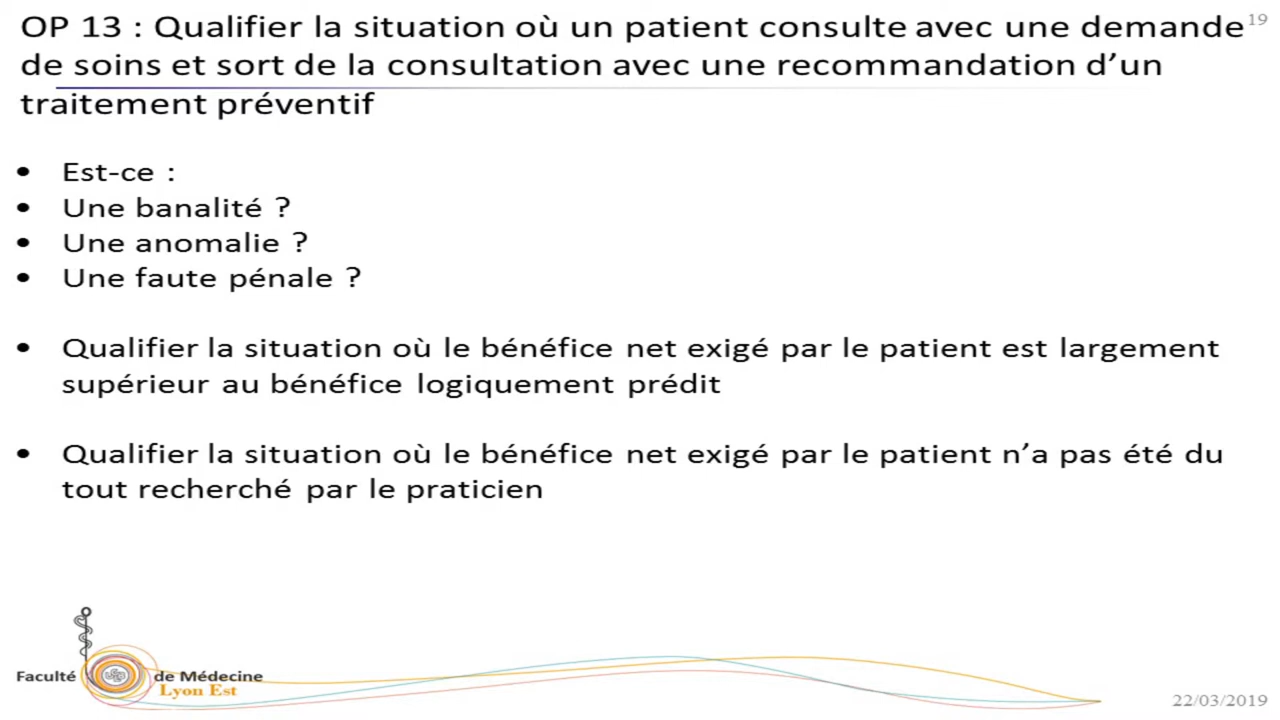 OP 13 : Qualifier la situation où un patient consulte avec une demande
19
de soins et sort de la consultation avec une recommandation d’un
traitement préventif
• Est-ce :
• Une banalité ?
• Une anomalie ?
• Une faute pénale ?
• Qualifier la situation où le bénéfice net exigé par le patient est largement
supérieur au bénéfice logiquement prédit
• Qualifier la situation où le bénéfice net exigé par le patient n’a pas été du
tout recherché par le praticien
Faculté de Médecine
Lyon Est
22/03/2019